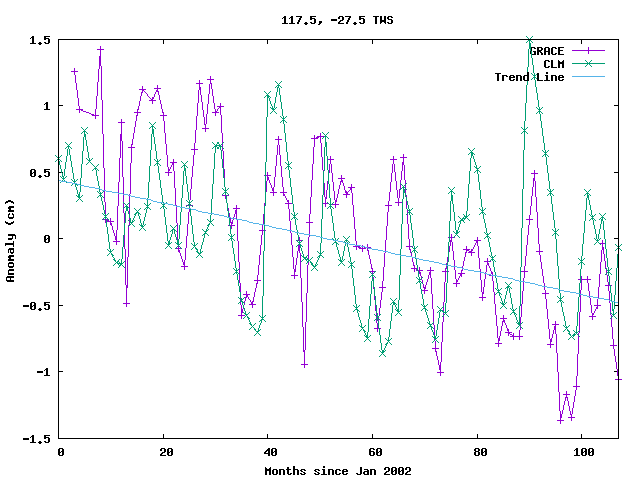 117.5, -27.5 TWS
GRACE
CLM
Trend Line
1.5
1
0.5
0
-0.5
-1
-1.5
Anomaly (cm)
0 20 40 60 80 100
Months since Jan 2002